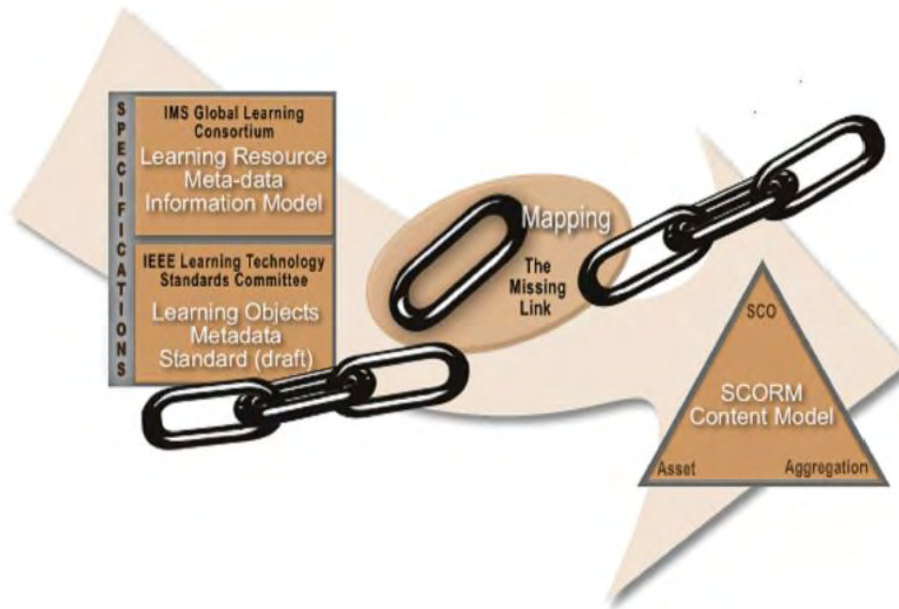 SPECIFICATIONS
IMS Global Learning
Consortium
Learning Resource
Meta-data
Information Model
IEEE Learning Technology
Standards Committee
Learning Objects
Metadata
Standard (draft)
Mapping
The
Missing
Link
SCO
SCORM
Content Model
Asset
Aggregation